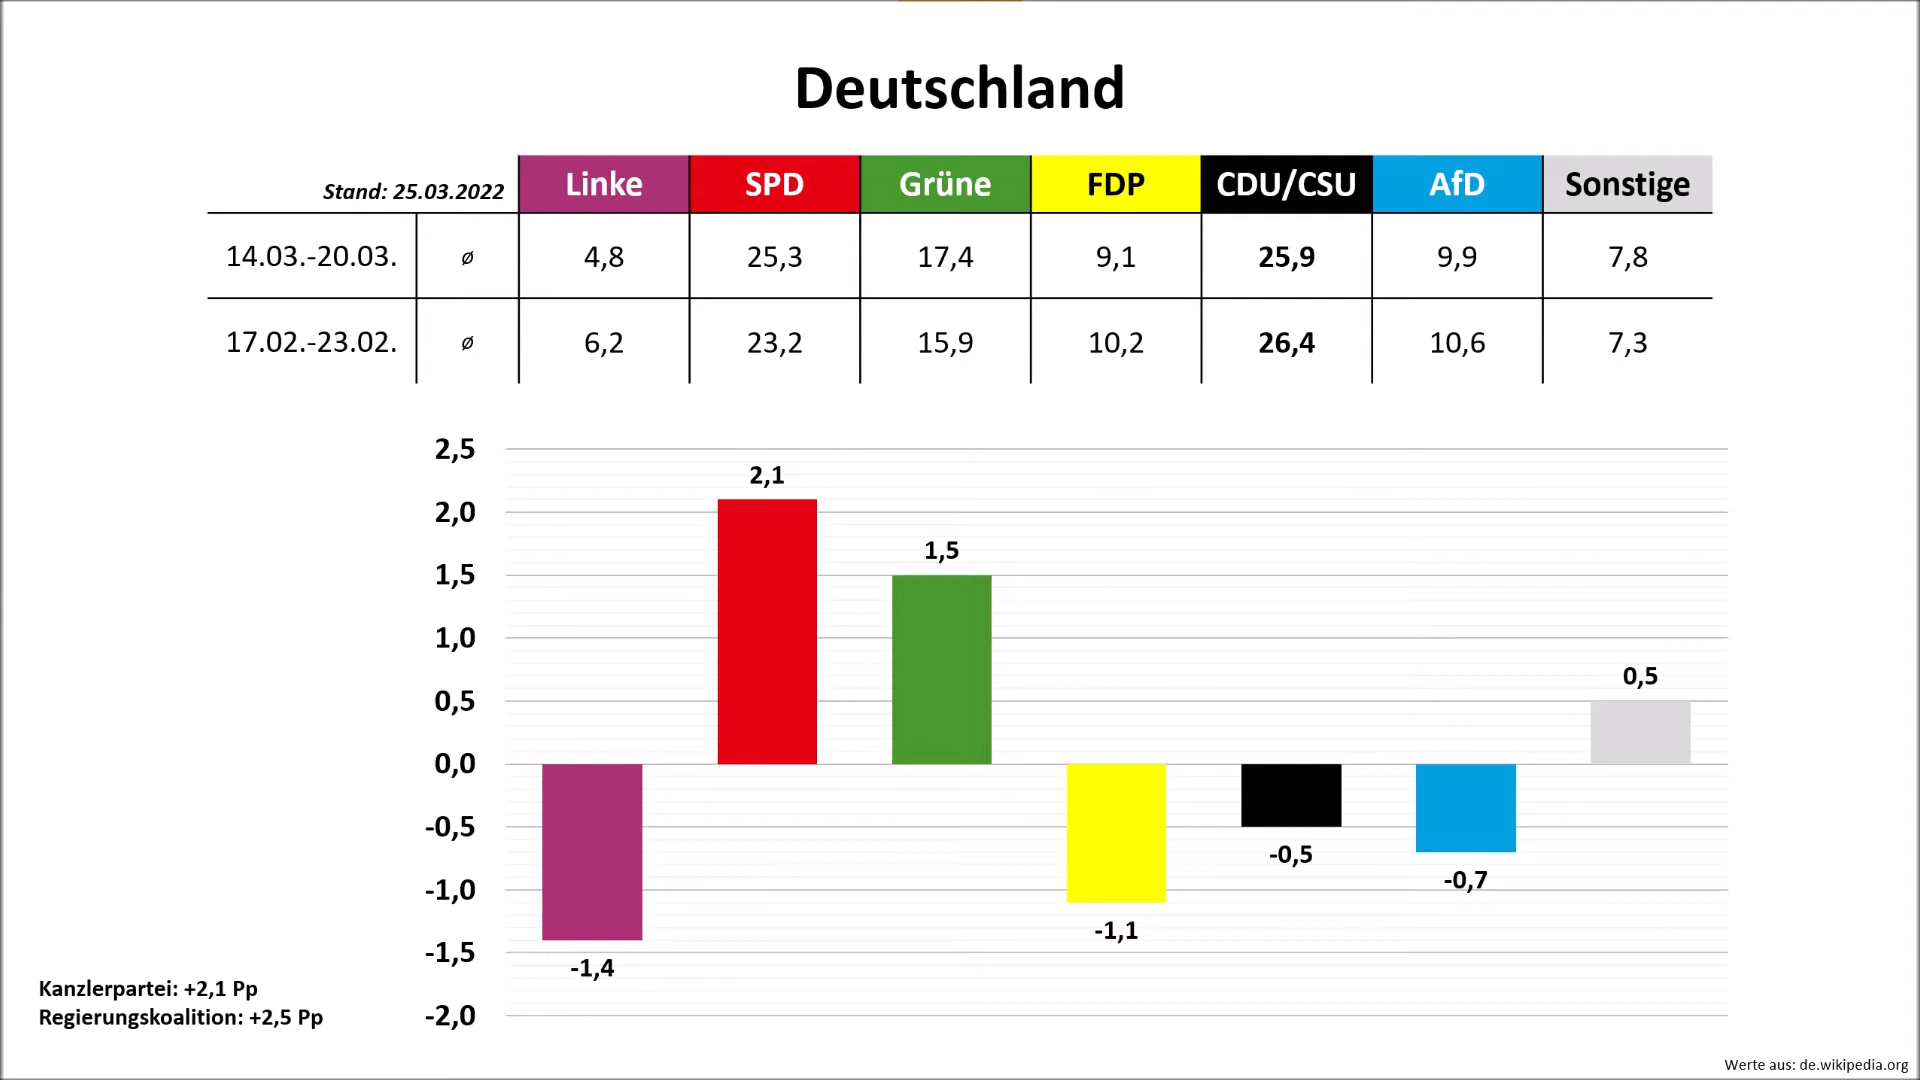 Deutschland
Stand: 25.03.2022 Linke SPD Grüne FDP CDU/CSU AfD Sonstige
14.03.-20.03. ø 4,8 25,3 17,4 9,1 25,9 9,9 7,8
17.02.-23.02. ø 6,2 23,2 15,9 10,2 26,4 10,6 7,3
2,5
2,1
2,0
1,5
1,5
1,0
0,5
0,5
0,0
-0,5
-0,5
-0,7
-1,0
-1,1
-1,5
-1,4
-2,0
Kanzlerpartei: +2,1 Pp
Regierungskoalition: +2,5 Pp
Werte aus: de.wikipedia.org